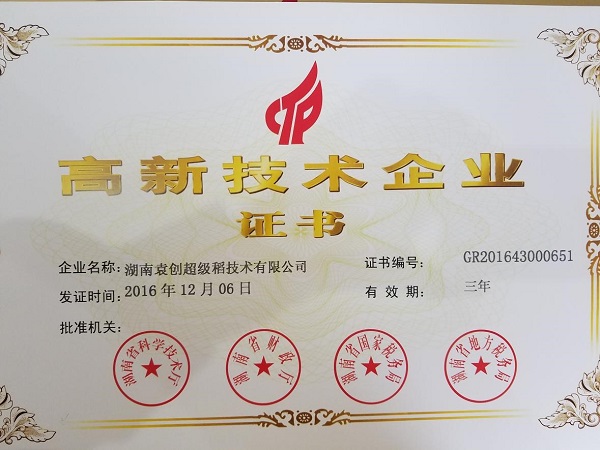 CTP
高新技术企业
证书
企业名称：湖南袁创超级稻技术有限公司
证书编号：GR201643000651
发证时间：2016年12月06日
有效期：三年
批准机关：
湖南省科学技术厅
湖南省财政厅
湖南省国家税务局
湖南省地方税务局